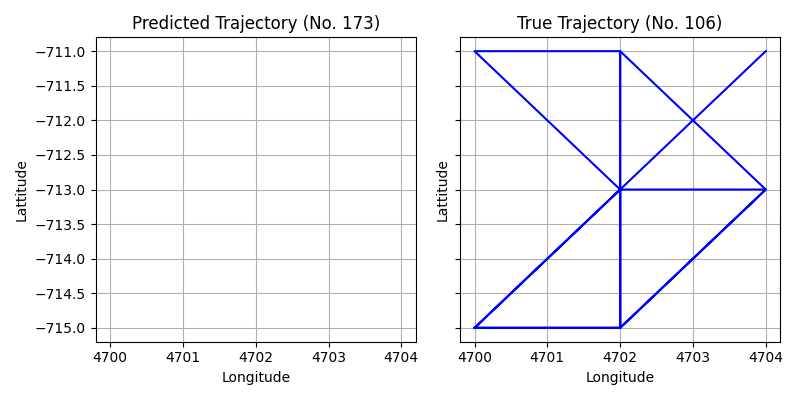 Predicted Trajectory (No. 173)
True Trajectory (No. 106)
−711.0
−711.5
−712.0
−712.5
−713.0
−713.5
−714.0
−714.5
−715.0
Lattitude
Lattitude
4700 4701 4702 4703 4704
4700 4701 4702 4703 4704
Longitude
Longitude